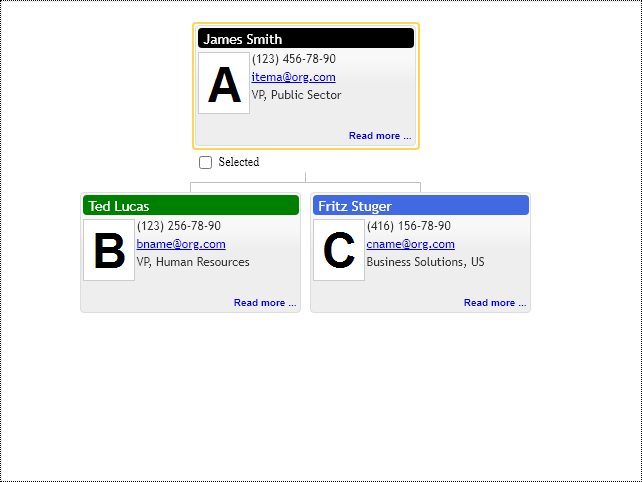 James Smith
A
(123) 456-78-90
itema@org.com
VP, Public Sector
Read more ...
Selected
Ted Lucas
B
(123) 256-78-90
bname@org.com
VP, Human Resources
Read more ...
Fritz Stuger
C
(416) 156-78-90
cname@org.com
Business Solutions, US
Read more ...